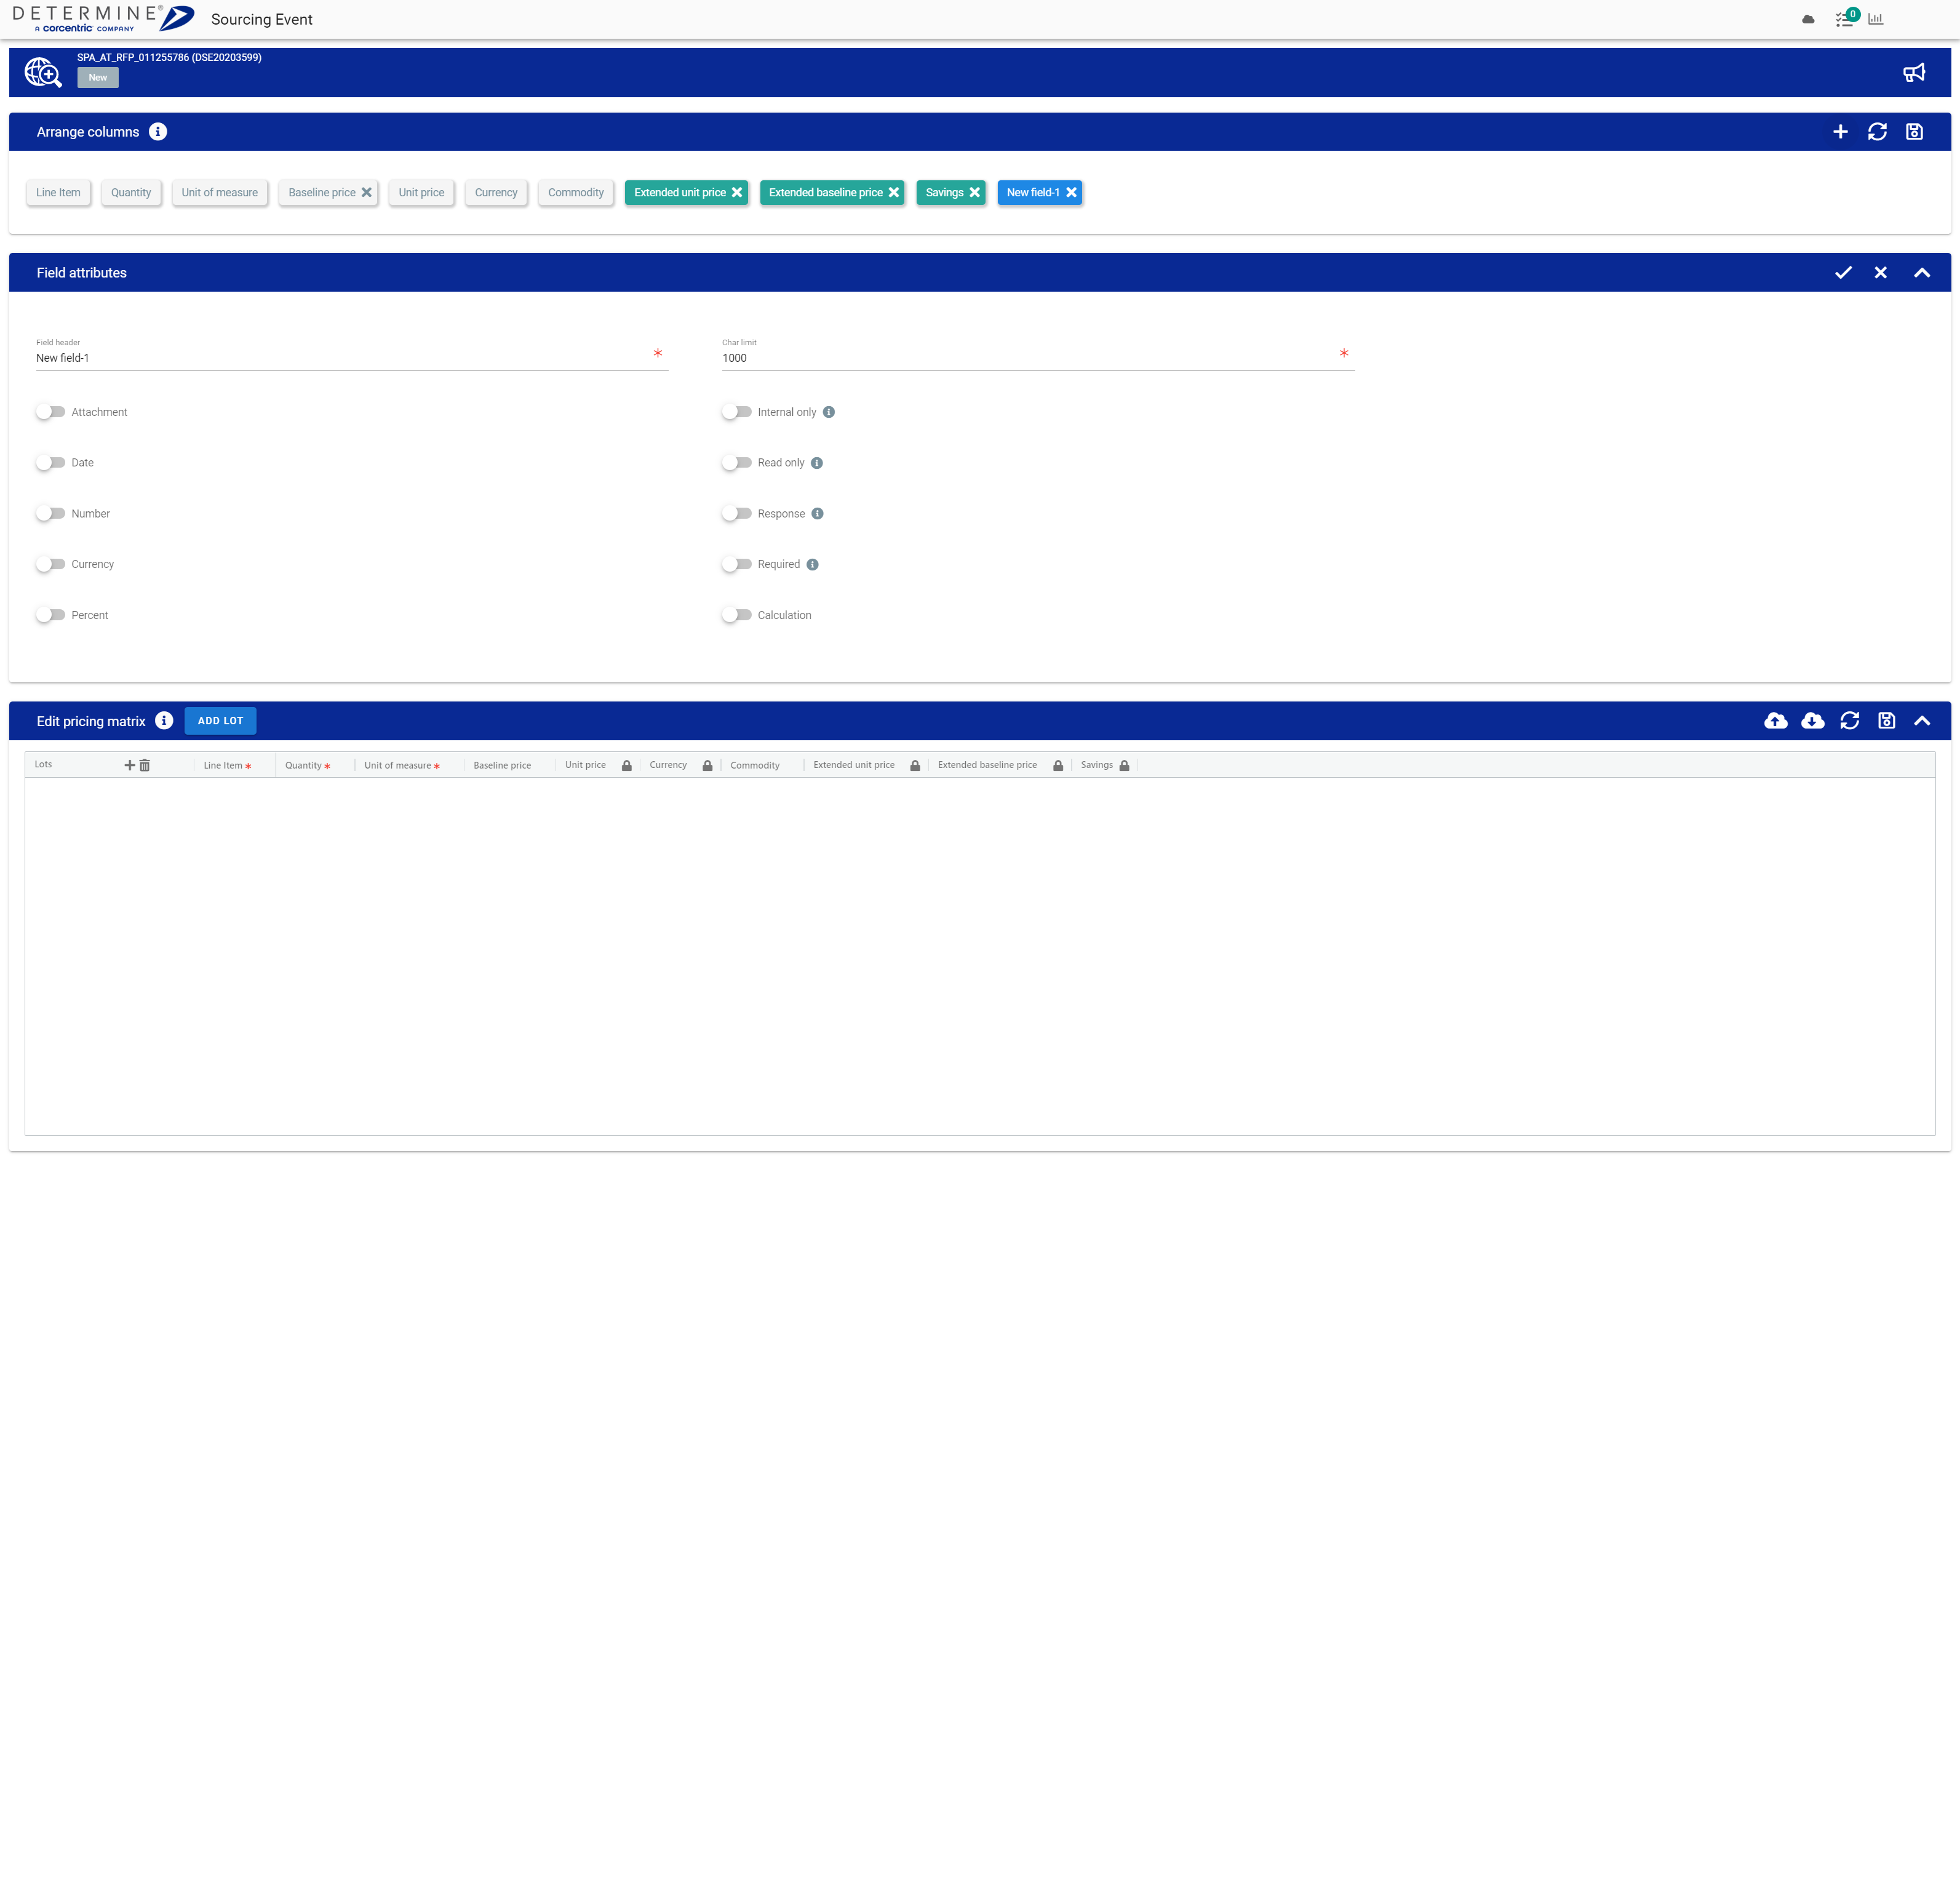 DETERMINE® Sourcing Event 0
A corcentric COMPANY
SPA_AT_RFP_011255786 (DSE20203599)
New
Arrange columns
Line Item Quantity Unit of measure Baseline price Unit price Currency Commodity Extended unit price Extended baseline price Savings New field-1
Field attributes
Field header Char limit
New field-1 * 1000 *
Attachment Internal only
Date Read only
Number Response
Currency Required
Percent Calculation
Edit pricing matrix ADD LOT
Lots Line Item * Quantity * Unit of measure * Baseline price Unit price Currency Commodity Extended unit price Extended baseline price Savings